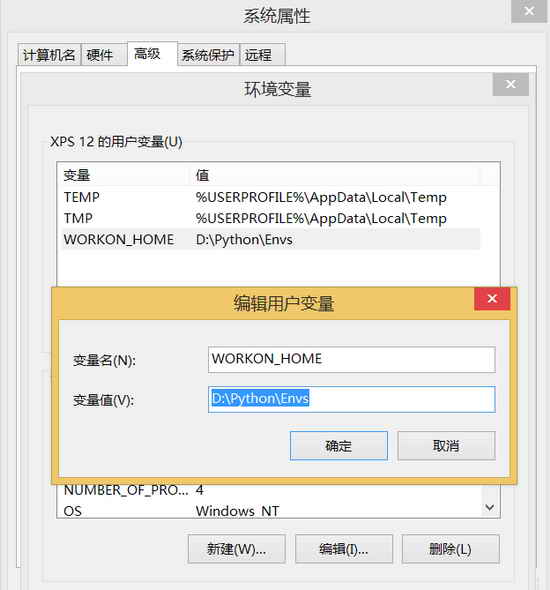 系统属性
计算机名 硬件 高级 系统保护 远程
环境变量
XPS 12 的用户变量(U)
变量 值
TEMP %USERPROFILE%\AppData\Local\Temp
TMP %USERPROFILE%\AppData\Local\Temp
WORKON_HOME D:\Python\Envs
编辑用户变量
变量名(N): WORKON_HOME
变量值(V): D:\Python\Envs
确定 取消
NUMBER_OF_PRO... 4
OS Windows_NT
新建(W)... 编辑(I)... 删除(L)